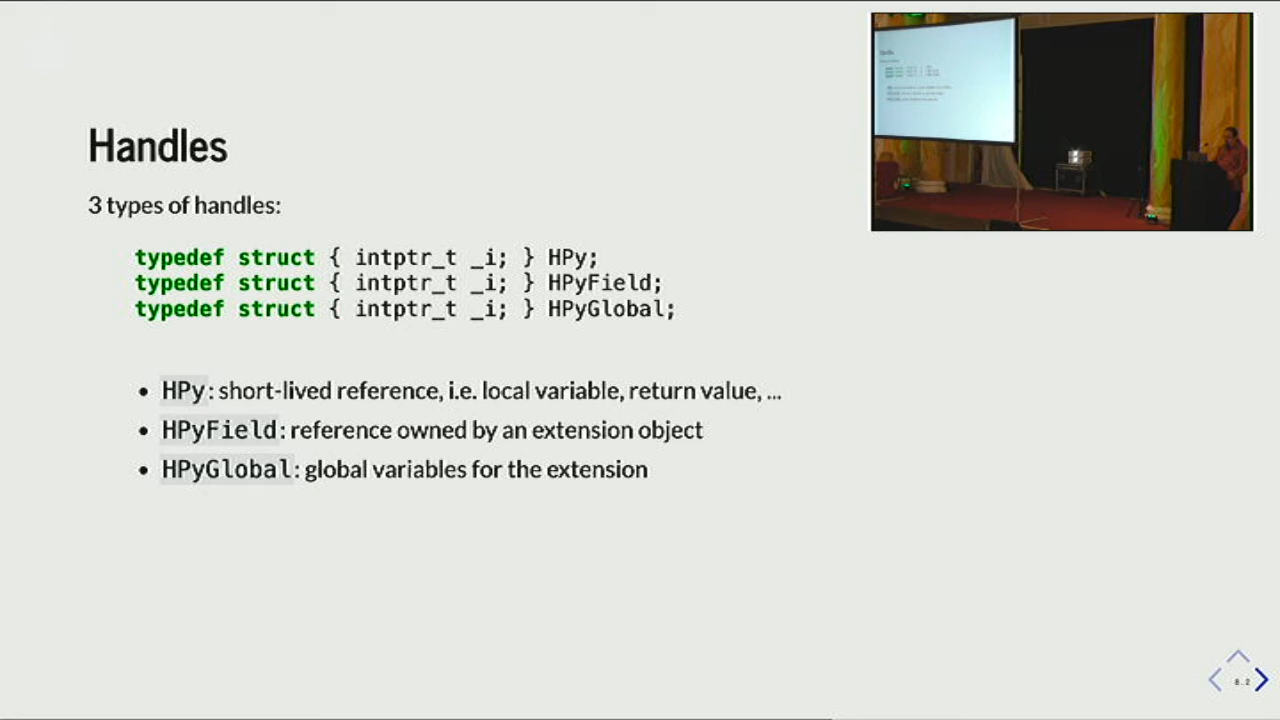 Handles
3 types of handles:
typedef struct { intptr_t _i; } HPy;
typedef struct { intptr_t _i; } HPyField;
typedef struct { intptr_t _i; } HPyGlobal;
• HPy: short-lived reference, i.e. local variable, return value, ...
• HPyField: reference owned by an extension object
• HPyGlobal: global variables for the extension
8.2